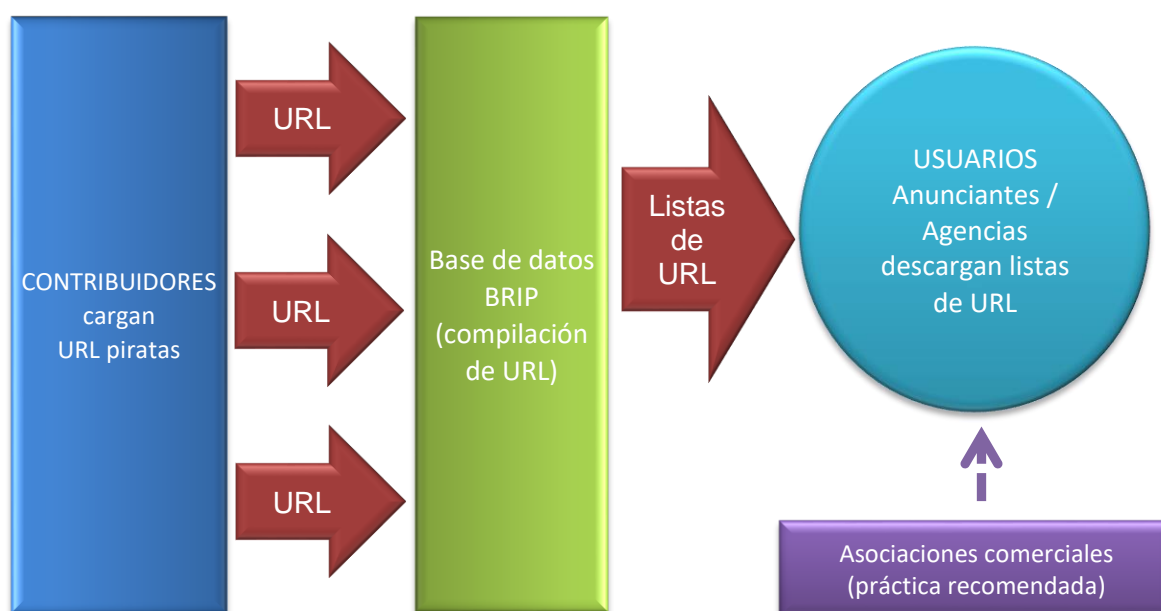 CONTRIBUIDORES
cargan
URL piratas
URL
URL
URL
Base de datos
BRIP
(compilación
de URL)
Listas
de
URL
USUARIOS
Anunciantes /
Agencias
descargan listas
de URL
Asociaciones comerciales
(práctica recomendada)